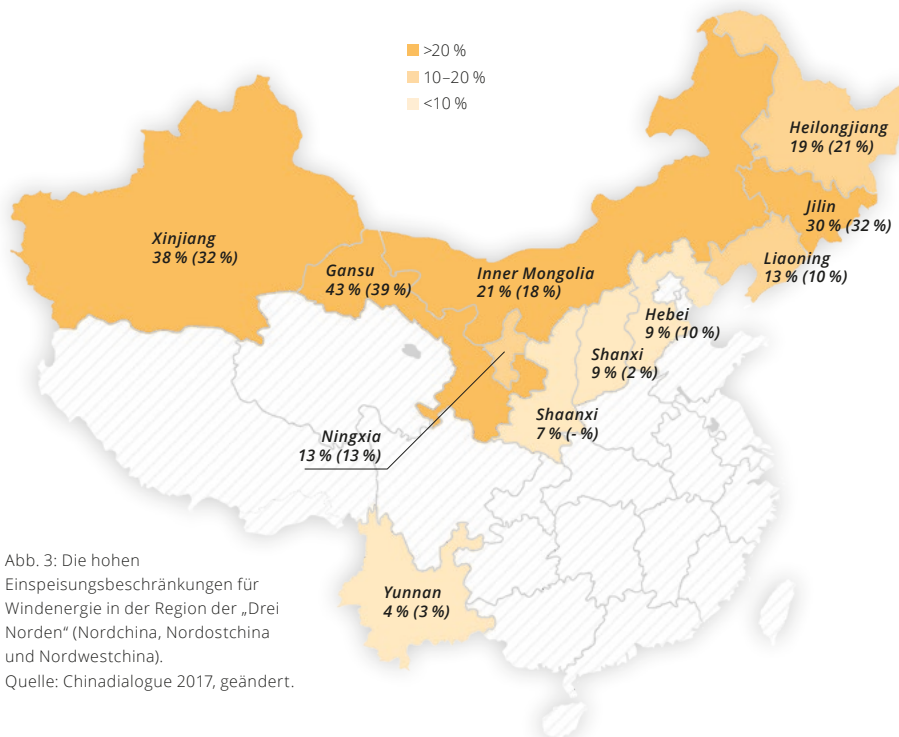 >20 %
10–20 %
<10 %
Heilongjiang
19 % (21 %)
Jilin
30 % (32 %)
Xinjiang
38 % (32 %)
Gansu
43 % (39 %)
Inner Mongolia
21 % (18 %)
Liaoning
13 % (10 %)
Hebei
9 % (10 %)
Shanxi
9 % (2 %)
Shaanxi
7 % (- %)
Ningxia
13 % (13 %)
Yunnan
4 % (3 %)
Abb. 3: Die hohen
Einspeisungsbeschränkungen für
Windenergie in der Region der „Drei
Norden“ (Nordchina, Nordostchina
und Nordwestchina).
Quelle: Chinadialogue 2017, geändert.